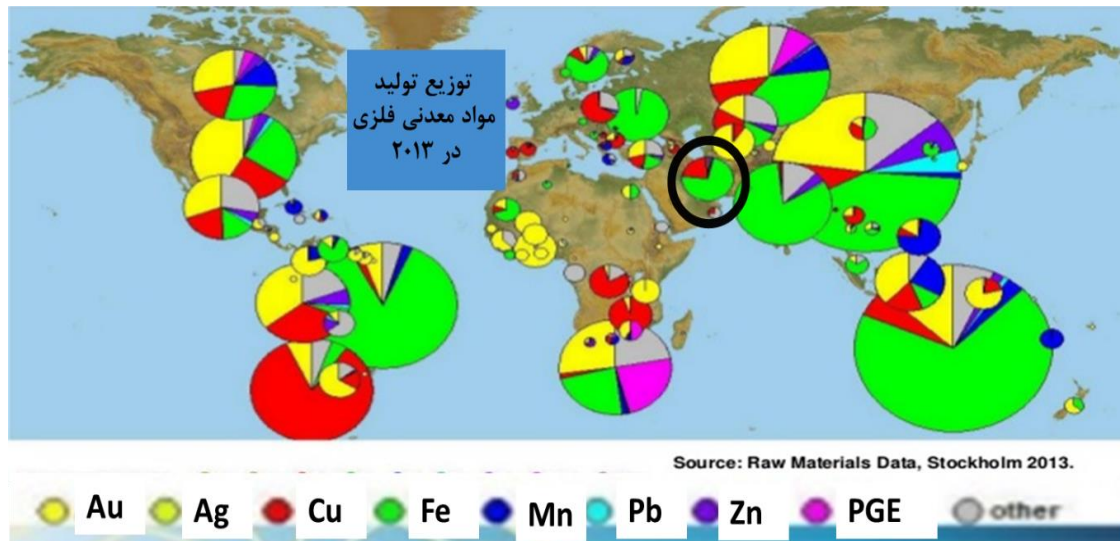 توزیع تولید
مواد معدنی فلزی
در ۲۰۱۳
Source: Raw Materials Data, Stockholm 2013.
Au Ag Cu Fe Mn Pb Zn PGE other